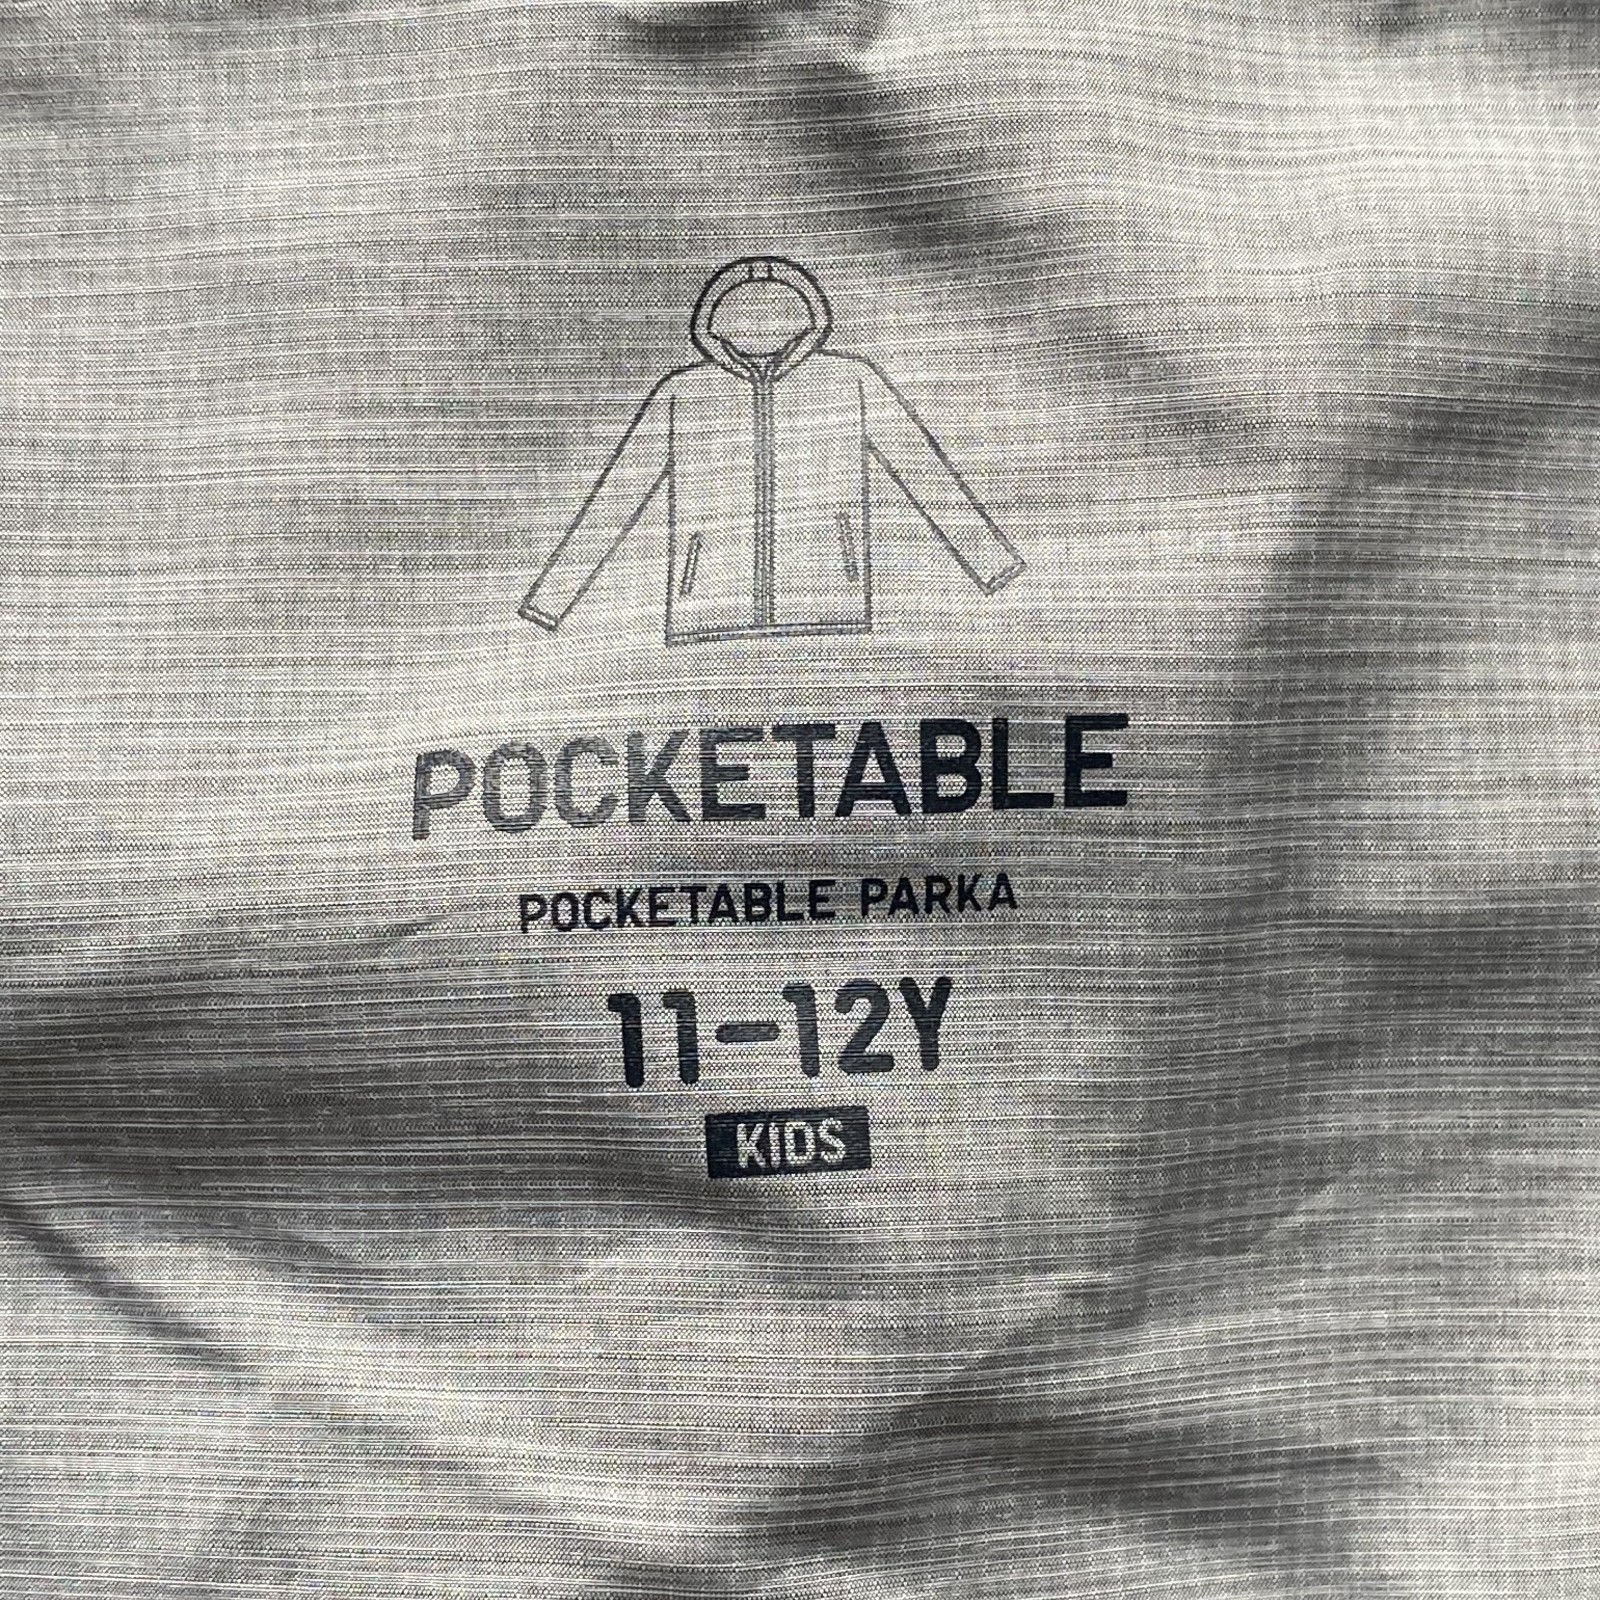 POCKETABLE
POCKETABLE PARKA
11-12Y
KIDS